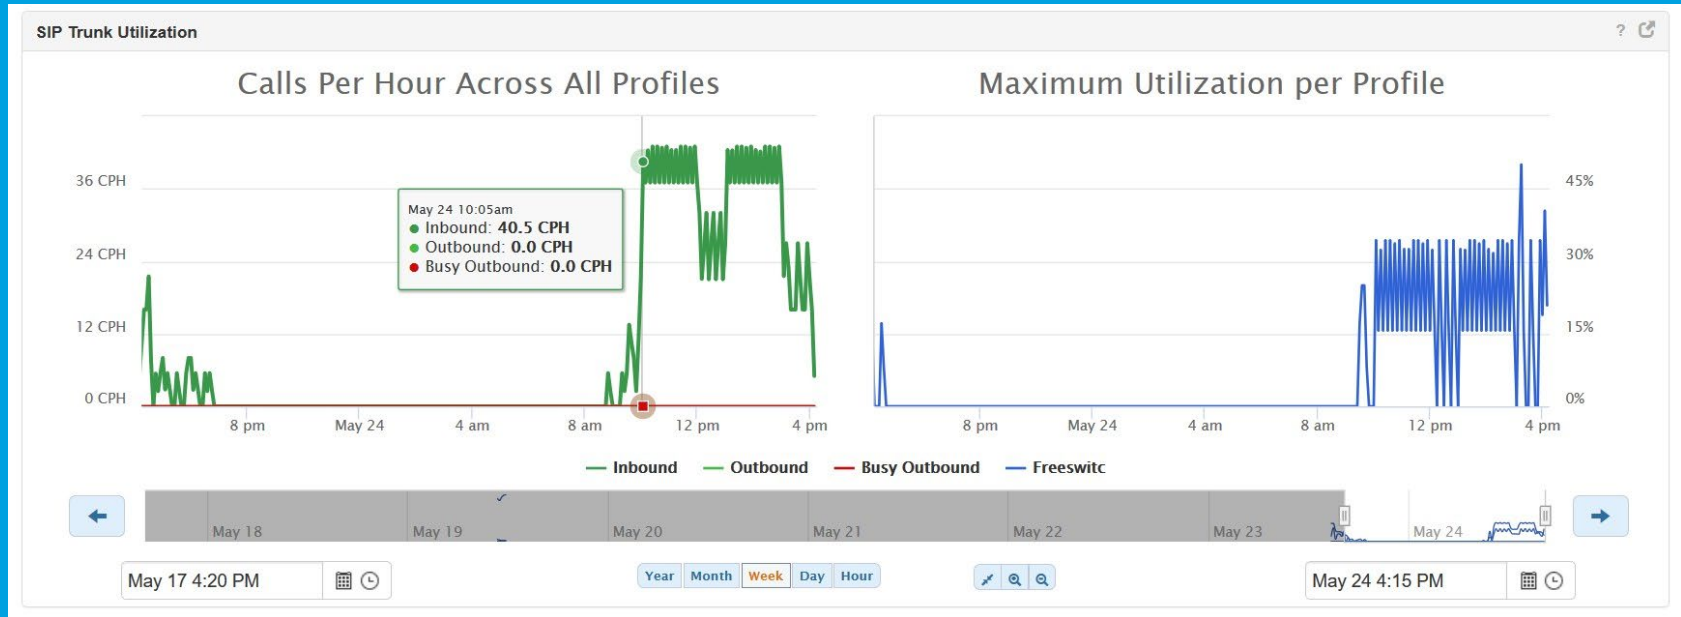 SIP Trunk Utilization
?
Calls Per Hour Across All Profiles
Maximum Utilization per Profile
36 CPH
24 CPH
12 CPH
0 CPH
May 24 10:05am
Inbound: 40.5 CPH
Outbound: 0.0 CPH
Busy Outbound: 0.0 CPH
8 pm
May 24
4 am
8 am
12 pm
4 pm
45%
30%
15%
0%
8 pm
May 24
4 am
8 am
12 pm
4 pm
Inbound
Outbound
Busy Outbound
Freeswitc
May 18
May 19
May 20
May 21
May 22
May 23
May 24
May 17 4:20 PM
Year
Month
Week
Day
Hour
May 24 4:15 PM